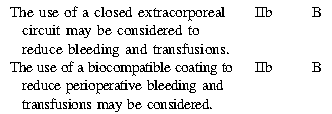 The use of a closed extracorporeal IIb B
circuit may be considered to
reduce bleeding and transfusions.
The use of a biocompatible coating to IIb B
reduce perioperative bleeding and
transfusions may be considered.